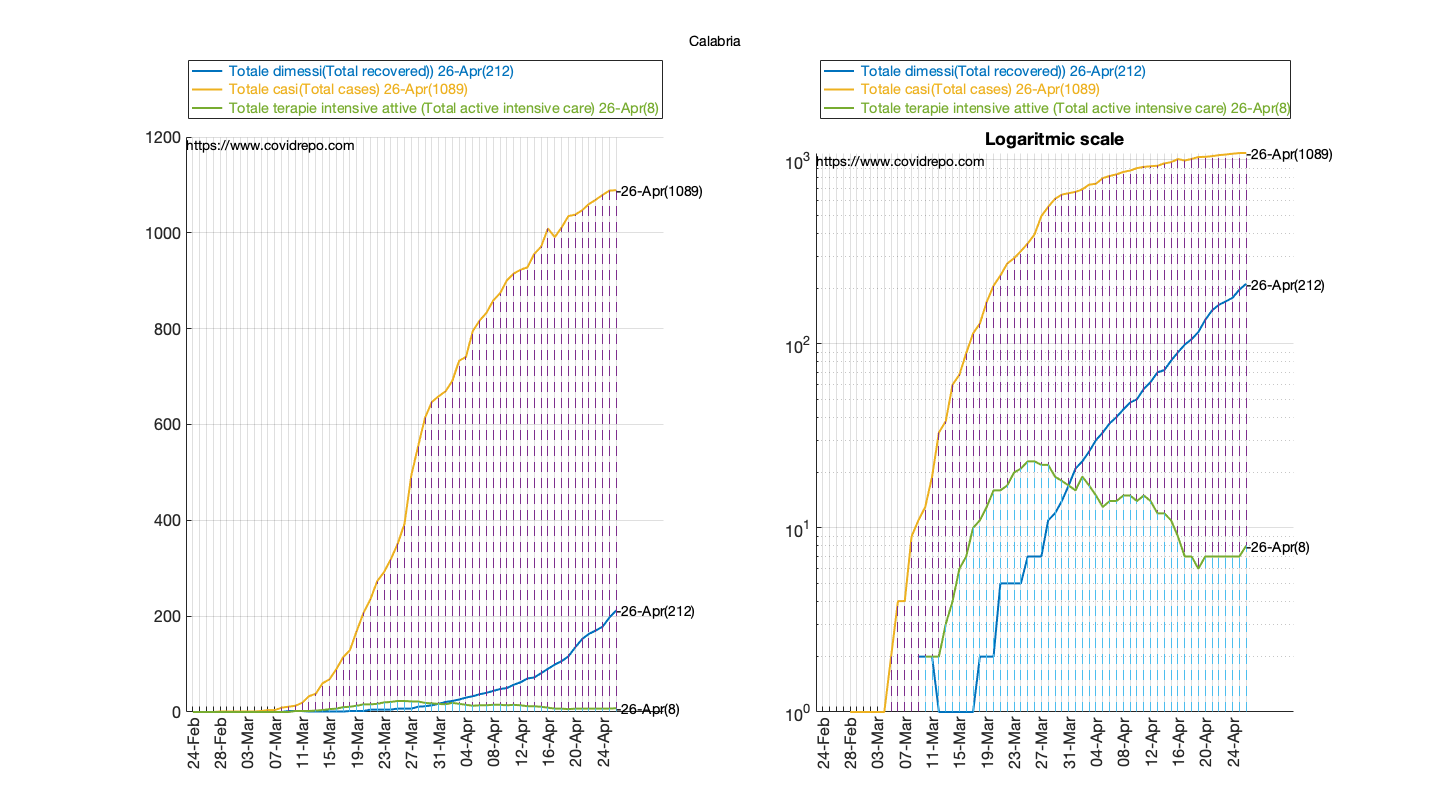 Calabria
Totale dimessi(Total recovered)) 26-Apr(212)
Totale casi(Total cases) 26-Apr(1089)
Totale terapie intensive attive (Total active intensive care) 26-Apr(8)
1200
https://www.covidrepo.com
1000
800
600
400
200
0
26-Apr(1089)
26-Apr(212)
26-Apr(8)
24-Feb
28-Feb
03-Mar
07-Mar
11-Mar
15-Mar
19-Mar
23-Mar
27-Mar
31-Mar
04-Apr
08-Apr
12-Apr
16-Apr
20-Apr
24-Apr
Totale dimessi(Total recovered)) 26-Apr(212)
Totale casi(Total cases) 26-Apr(1089)
Totale terapie intensive attive (Total active intensive care) 26-Apr(8)
Logaritmic scale
https://www.covidrepo.com
10³
10²
10¹
10⁰
26-Apr(1089)
26-Apr(212)
26-Apr(8)
24-Feb
28-Feb
03-Mar
07-Mar
11-Mar
15-Mar
19-Mar
23-Mar
27-Mar
31-Mar
04-Apr
08-Apr
12-Apr
16-Apr
20-Apr
24-Apr